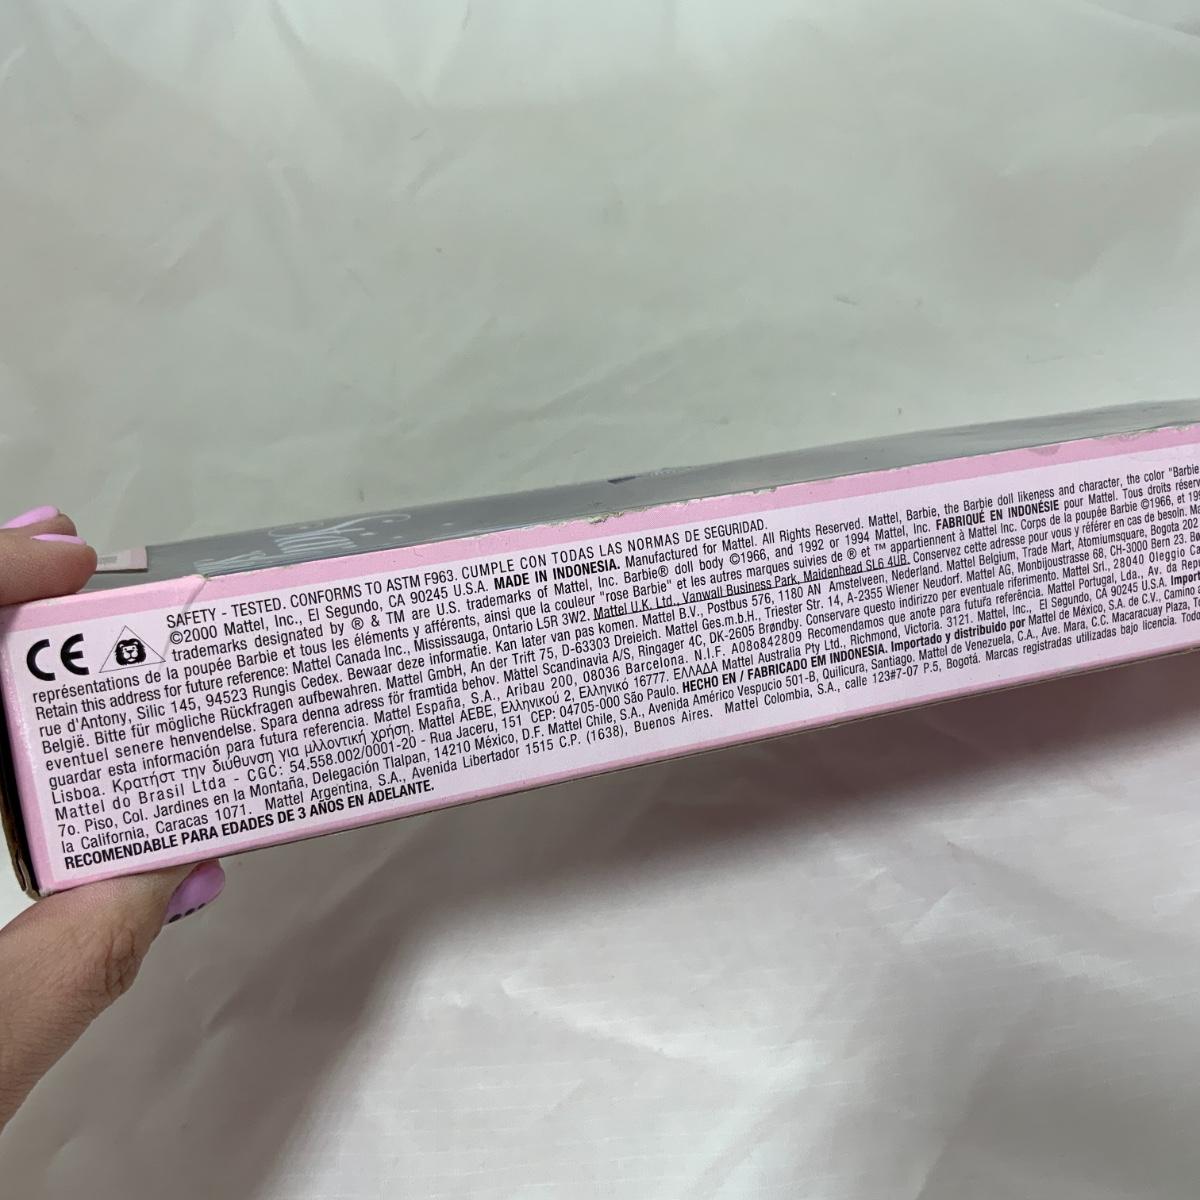 CE
SAFETY - TESTED. CONFORMS TO ASTM F963. CUMPLE CON TODAS LAS NORMAS DE SEGURIDAD.
©2000 Mattel, Inc., El Segundo, CA 90245 U.S.A. MADE IN INDONESIA. Manufactured for Mattel. All Rights Reserved. Mattel, Barbie, the Barbie doll likeness and character, the color "Barbie
trademarks designated by ® & TM are U.S. trademarks of Mattel, Inc. Barbie® doll body ©1966, and 1992 or 1994 Mattel, Inc. FABRIQUÉ EN INDONÉSIE pour Mattel. Tous droits
représentations de la poupée Barbie et tous les éléments y afférents, ainsi que la couleur "rose Barbie" et les autres marques suivies de ® et ™ appartiennent à Mattel Inc. Corps de la poupée Barbie ©1966, et
Retain this address for future reference: Mattel Canada Inc., Mississauga, Ontario L5R 3W2. Mattel U.K. Ltd., Vanwall Business Park, Maidenhead SL6 4UB. Conservez cette adresse pour vous y référer en cas de besoin.
rue d'Antony, Silic 145, 94523 Rungis Cedex. Bewaar deze informatie. Kan later van pas komen. Mattel B.V., Postbus 576, 1180 AN Amstelveen, Nederland. Mattel Belgium, Trade Mart, Atomiumsquare, Bogota
België. Bitte für mögliche Rückfragen aufbewahren. Mattel GmbH, An der Trift 75, D-63303 Dreieich. Mattel Ges.m.b.H., Triester Str. 14, A-2355 Wiener Neudorf. Mattel AG, Monbijoustrasse 68, CH-3000 Bern 23.
eventuel senere henvendelse. Spara denna adress för framtida behov. Mattel Scandinavia A/S, Ringager 4C, DK-2605 Brøndby. Conservare questo indirizzo per eventuale riferimento. Mattel Srl., 28040 Oleggio
guardar esta información para futura referencia. Mattel España, S.A., Aribau 200, 08036 Barcelona. N.I.F. A08842809 Recomendamos que anote para futura referência. Mattel Portugal, Lda., Av. da
Lisboa. Κρατήστ την διώθυνση για μλλοντική χρήση. Mattel AEBE, Ελληνικού 2, Ελληνικό 16777. ΕΛΛΑΔΑ Mattel Australia Pty Ltd., Richmond, Victoria. 3121. Mattel, Inc., El Segundo, CA 90245 U.S.A.
Mattel do Brasil Ltda - CGC: 54.558.002/0001-20 - Rua Jaceru, 151 CEP: 04705-000 São Paulo. HECHO EN / FABRICADO EM INDONESIA. Importado y distribuido por Mattel de México, S.A. de C.V., Camino
7o. Piso, Col. Jardines en la Montaña, Delegación Tlalpan, 14210 México, D.F. Mattel Chile, S.A., Avenida Américo Vespucio 501-B, Quilicura, Santiago. Mattel de Venezuela, C.A., Ave. Mara, C.C. Macaracuay Plaza,
la California, Caracas 1071. Mattel Argentina, S.A., Avenida Libertador 1515 C.P. (1638), Buenos Aires. Mattel Colombia, S.A., calle 123#7-07 P.5, Bogotá. Marcas registradas utilizadas bajo licencia.
RECOMENDABLE PARA EDADES DE 3 AÑOS EN ADELANTE.